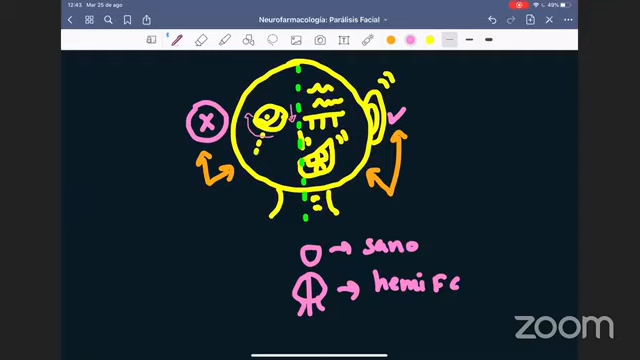 12:43 Mar 25 de ago
49%
Neurofarmacología: Parálisis Facial
x
sano
hemi Fc
zoom